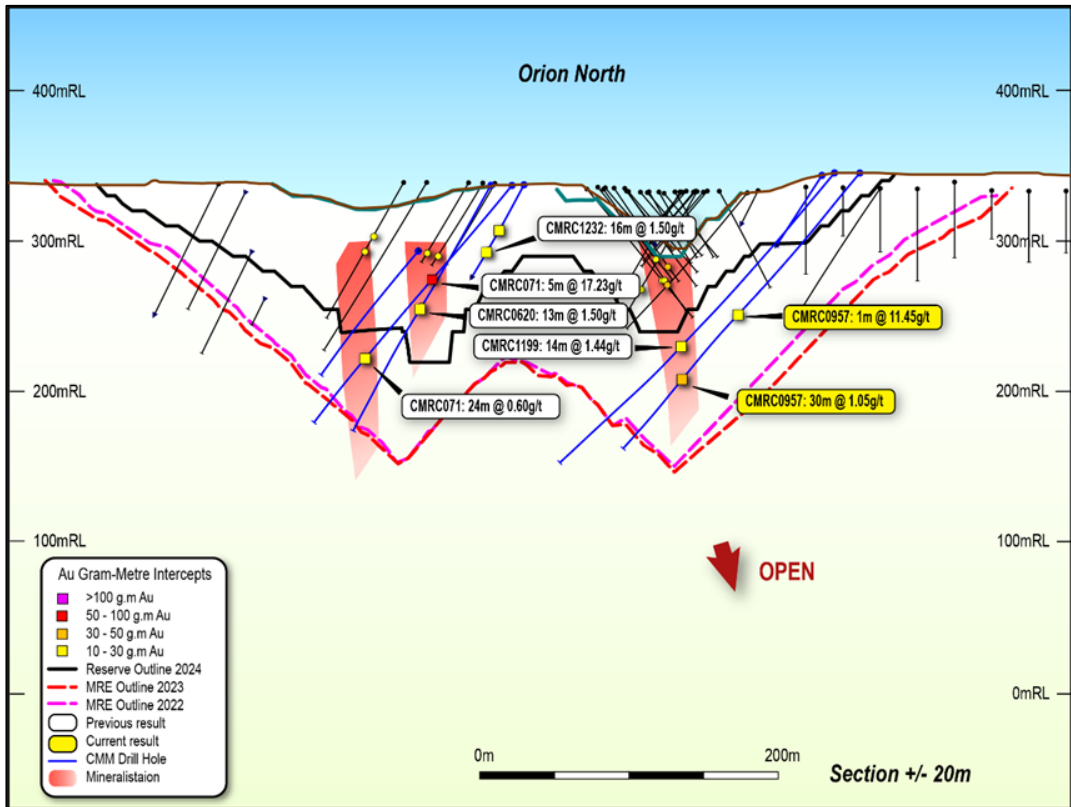 Orion North
400mRL
400mRL
300mRL
300mRL
CMRC1232: 16m @ 1.50g/t
CMRC071: 5m @ 17.23g/t
CMRC0620: 13m @ 1.50g/t
CMRC0957: 1m @ 11.45g/t
CMRC1199: 14m @ 1.44g/t
200mRL
200mRL
CMRC071: 24m @ 0.60g/t
CMRC0957: 30m @ 1.05g/t
100mRL
100mRL
OPEN
Au Gram-Metre Intercepts
>100 g.m Au
50 - 100 g.m Au
30 - 50 g.m Au
10 - 30 g.m Au
Reserve Outline 2024
MRE Outline 2023
MRE Outline 2022
Previous result
Current result
CMM Drill Hole
Mineralistaion
0mRL
0m
200m
Section +/- 20m